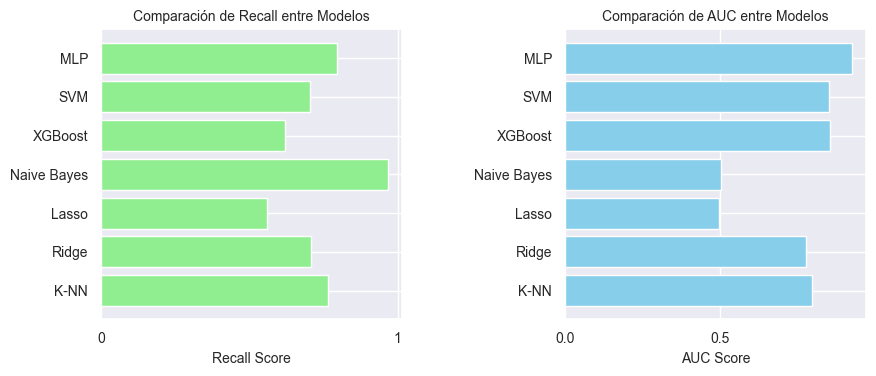 Comparación de Recall entre Modelos
MLP
SVM
XGBoost
Naive Bayes
Lasso
Ridge
K-NN
0
1
Recall Score
Comparación de AUC entre Modelos
MLP
SVM
XGBoost
Naive Bayes
Lasso
Ridge
K-NN
0.0
0.5
AUC Score